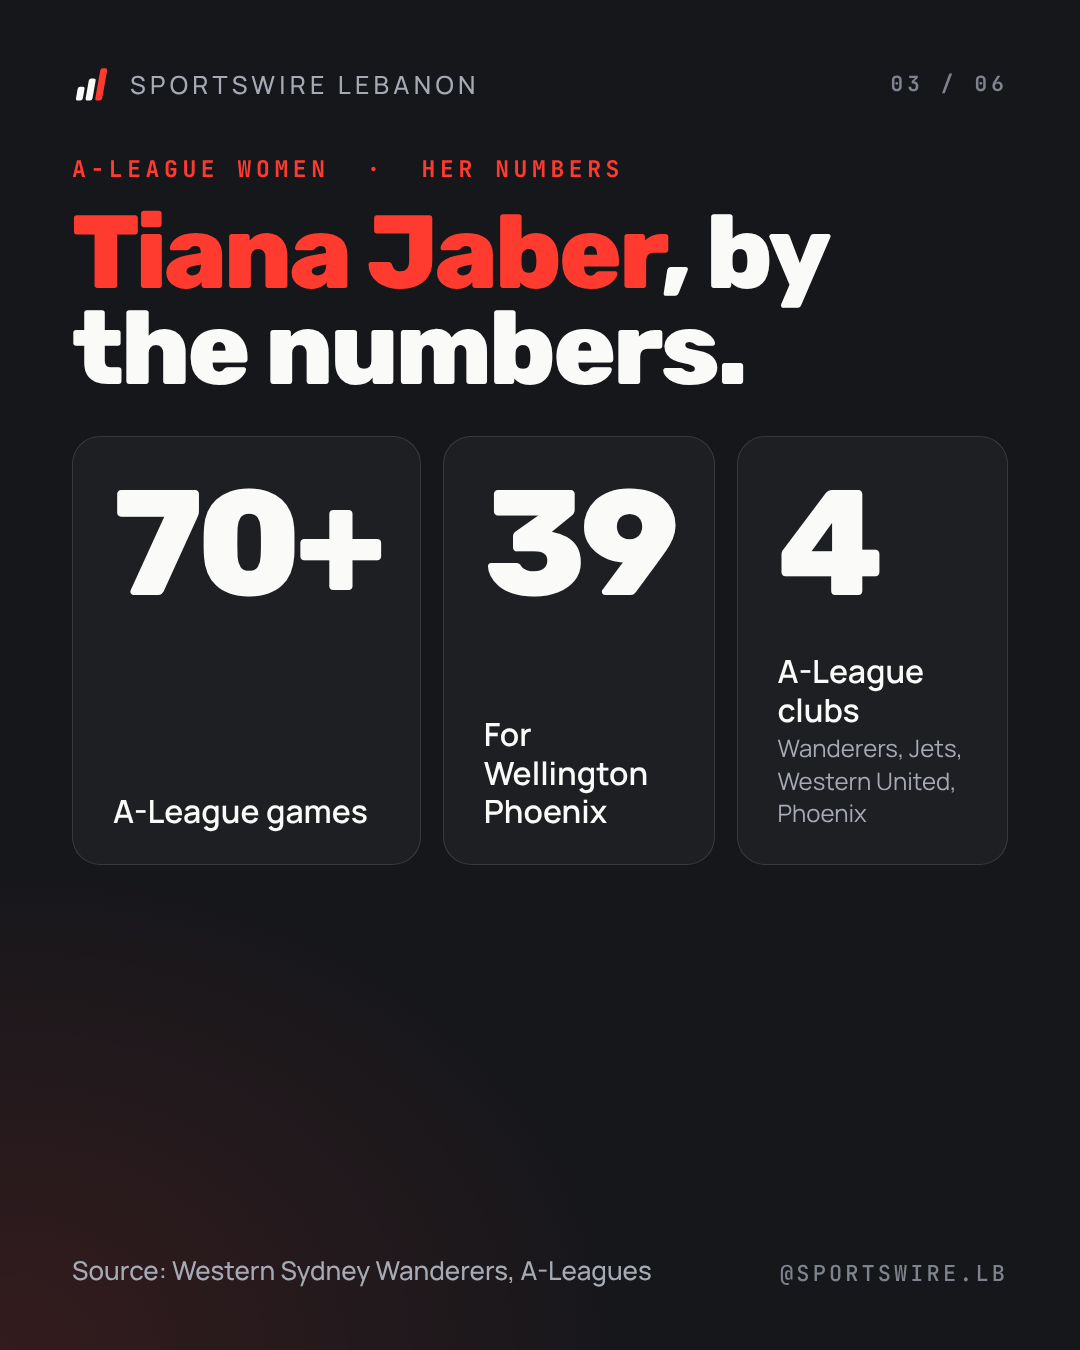 SPORTSWIRE LEBANON
03 / 06
A-LEAGUE WOMEN · HER NUMBERS
Tiana Jaber, by
the numbers.
70+
A-League games
39
For
Wellington
Phoenix
4
A-League
clubs
Wanderers, Jets,
Western United,
Phoenix
Source: Western Sydney Wanderers, A-Leagues
@SPORTSWIRE.LB